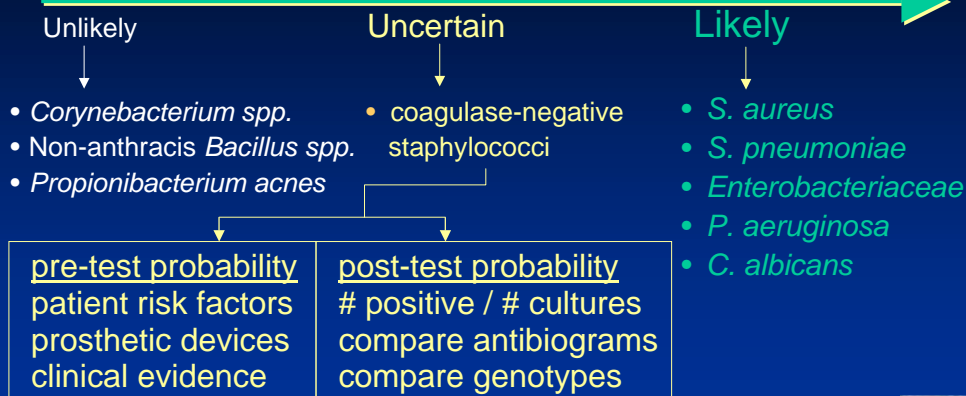 Unlikely
Uncertain
Likely
• Corynebacterium spp.
• Non-anthracis Bacillus spp.
• Propionibacterium acnes
• coagulase-negative
staphylococci
• S. aureus
• S. pneumoniae
• Enterobacteriaceae
• P. aeruginosa
• C. albicans
pre-test probability
patient risk factors
prosthetic devices
clinical evidence
post-test probability
# positive / # cultures
compare antibiograms
compare genotypes